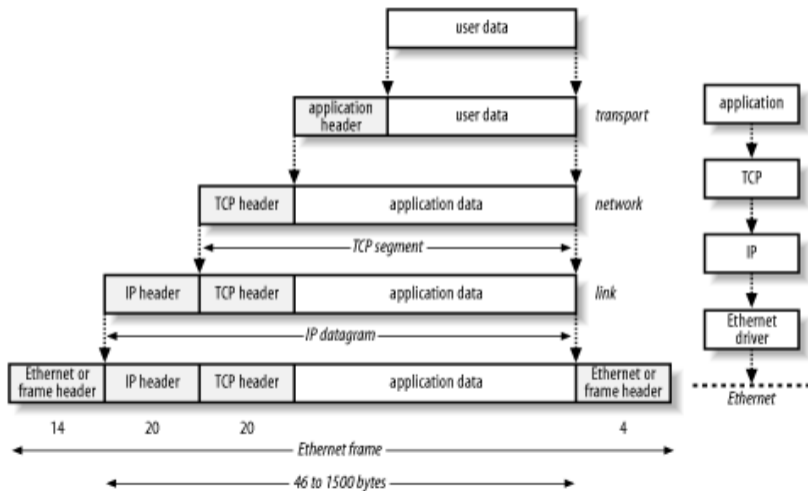 user data
application
header
user data
transport
application
TCP header
application data
network
TCP
TCP segment
IP header
TCP header
application data
link
IP
IP datagram
Ethernet
driver
Ethernet or
frame header
IP header
TCP header
application data
Ethernet or
frame header
Ethernet
14
20
20
4
Ethernet frame
46 to 1500 bytes